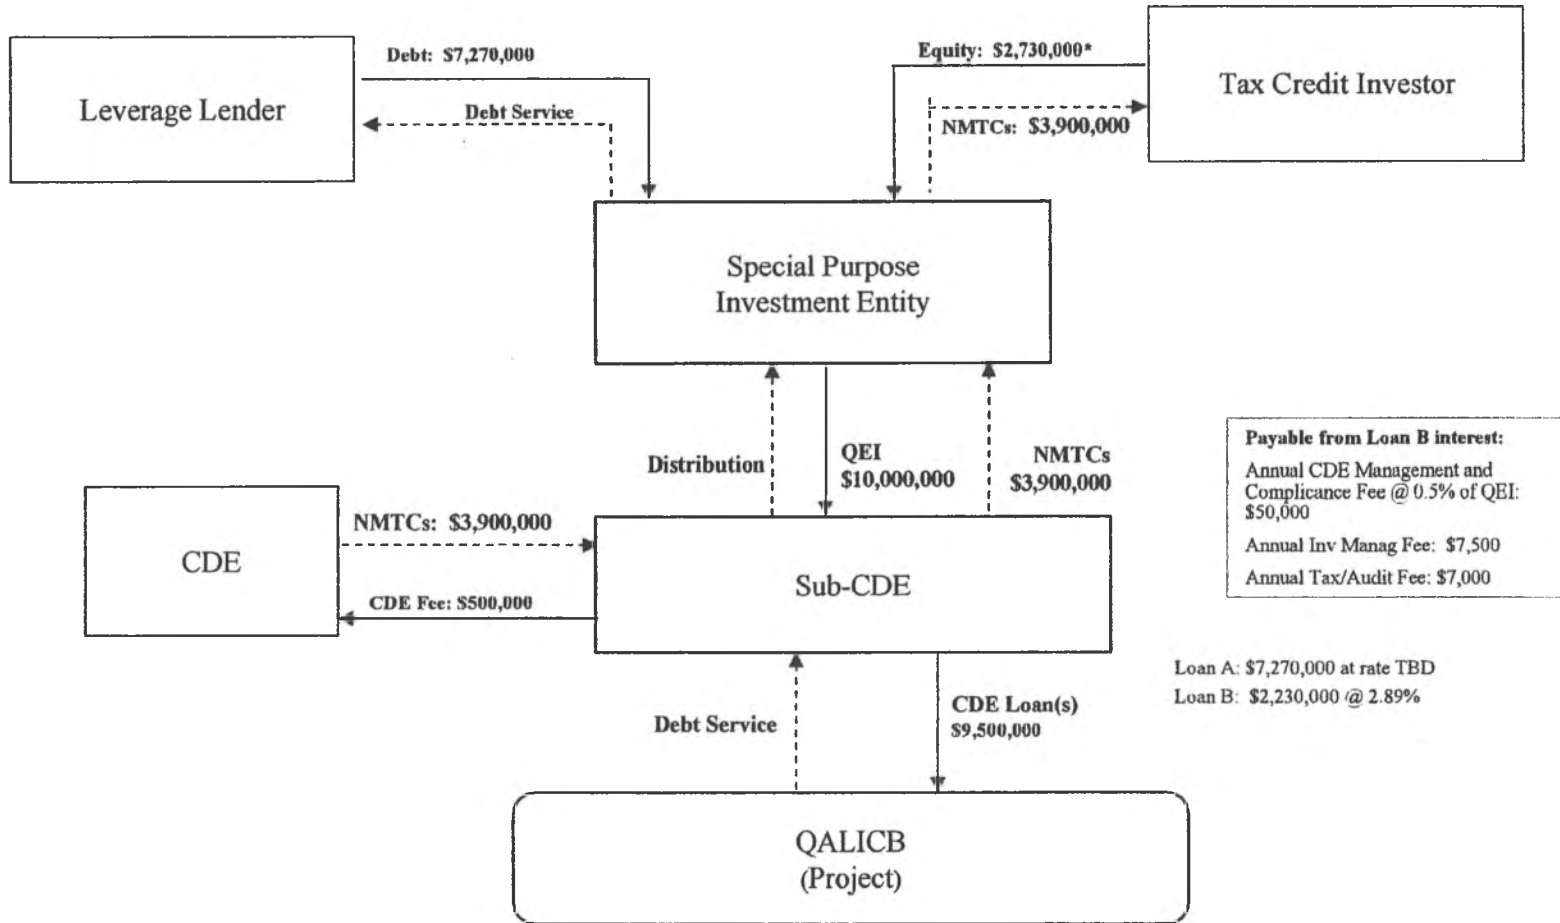 Debt: $7,270,000
Leverage Lender
Debt Service
Equity: $2,730,000*
Tax Credit Investor
NMTCs: $3,900,000
Special Purpose
Investment Entity
Distribution
QEI
$10,000,000
NMTCs
$3,900,000
Payable from Loan B interest:
Annual CDE Management and
Complicance Fee @ 0.5% of QEI:
$50,000
Annual Inv Manag Fee: $7,500
Annual Tax/Audit Fee: $7,000
NMTCs: $3,900,000
CDE
CDE Fee: $500,000
Sub-CDE
Loan A: $7,270,000 at rate TBD
Loan B: $2,230,000 @ 2.89%
Debt Service
CDE Loan(s)
$9,500,000
QALICB
(Project)